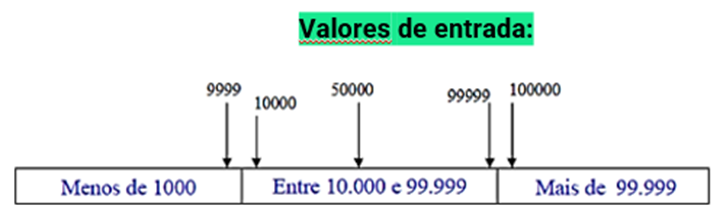 Valores de entrada:
9999
10000
50000
99999
100000
Menos de 1000
Entre 10.000 e 99.999
Mais de 99.999